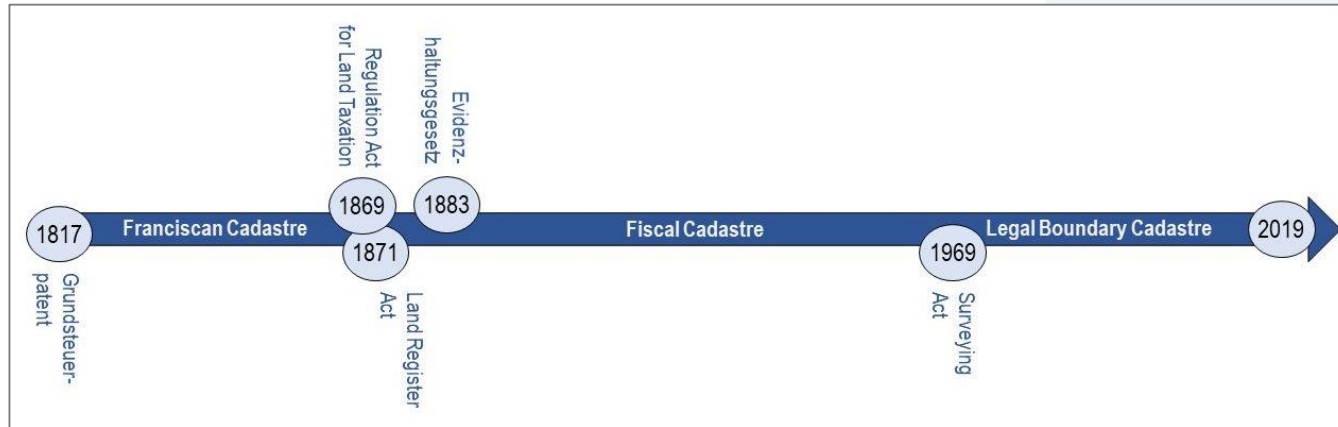 Regulation Act
for Land Taxation
Evidenz-
haltungsgesetz
1817
Franciscan Cadastre
1869
1871
1883
Fiscal Cadastre
1969
Legal Boundary Cadastre
2019
Grundsteuer-
patent
Land Register
Act
Surveying
Act